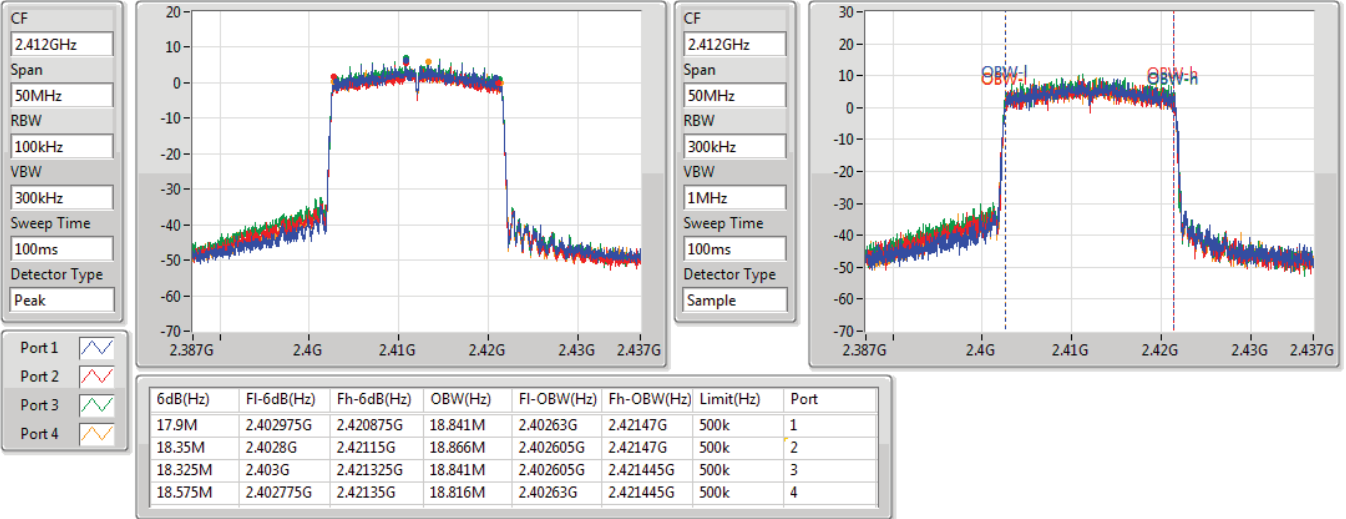 CF
2.412GHz
Span
50MHz
RBW
100kHz
VBW
300kHz
Sweep Time
100ms
Detector Type
Peak
20
10
0
-10
-20
-30
-40
-50
-60
-70
2.387G 2.4G 2.41G 2.42G 2.43G 2.437G
CF
2.412GHz
Span
50MHz
RBW
300kHz
VBW
1MHz
Sweep Time
100ms
Detector Type
Sample
30
20
10
0
-10
-20
-30
-40
-50
-60
-70
OBW-l OBW-h
OBW-l OBW-h
2.387G 2.4G 2.41G 2.42G 2.43G 2.437G
Port 1
Port 2
Port 3
Port 4
6dB(Hz) Fl-6dB(Hz) Fh-6dB(Hz) OBW(Hz) Fl-OBW(Hz) Fh-OBW(Hz) Limit(Hz) Port
17.9M 2.402975G 2.420875G 18.841M 2.40263G 2.42147G 500k 1
18.35M 2.4028G 2.42115G 18.866M 2.402605G 2.42147G 500k 2
18.325M 2.403G 2.421325G 18.841M 2.402605G 2.421445G 500k 3
18.575M 2.402775G 2.42135G 18.816M 2.40263G 2.421445G 500k 4